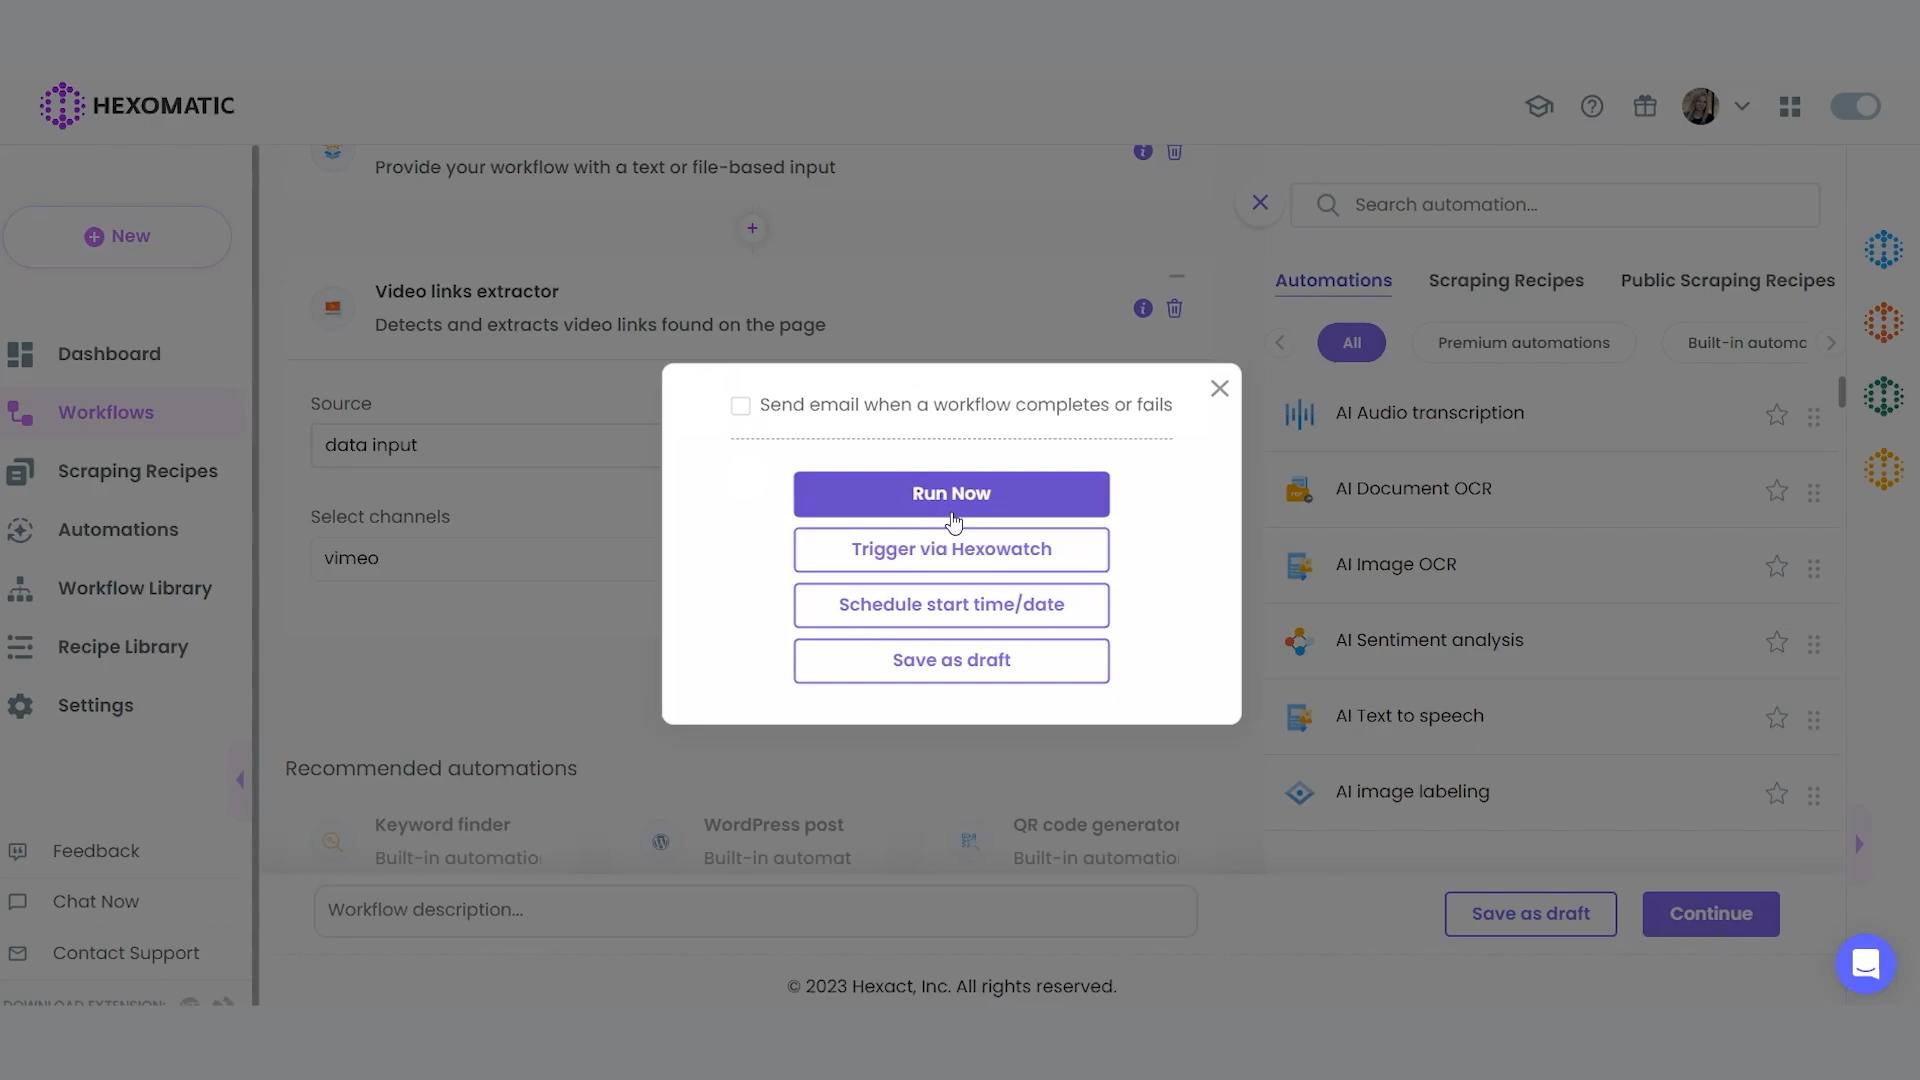 HEXOMATIC
Provide your workflow with a text or file-based input
Search automation...
New
Automations
Scraping Recipes
Public Scraping Recipes
Video links extractor
Detects and extracts video links found on the page
All
Premium automations
Built-in automc
Dashboard
Workflows
Scraping Recipes
Automations
Workflow Library
Recipe Library
Settings
Source
data input
Select channels
vimeo
Send email when a workflow completes or fails
Run Now
Trigger via Hexowatch
Schedule start time/date
Save as draft
AI Audio transcription
AI Document OCR
PDF
AI Image OCR
AI Sentiment analysis
AI Text to speech
AI image labeling
Recommended automations
Keyword finder
Built-in automatio
WordPress post
Built-in automat
QR code generator
Built-in automatio
Feedback
Chat Now
Contact Support
DOWNLOAD EXTENSION:
Workflow description...
Save as draft
Continue
© 2023 Hexact, Inc. All rights reserved.